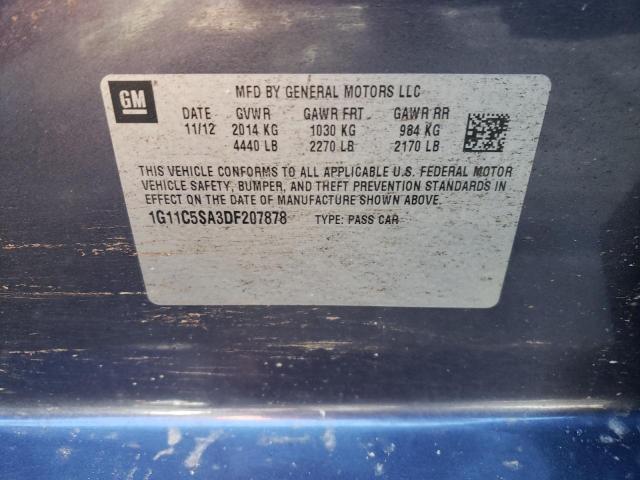 GM
MFD BY GENERAL MOTORS LLC
DATE GVWR GAWR FRT GAWR RR
11/12 2014 KG 1030 KG 984 KG
4440 LB 2270 LB 2170 LB
THIS VEHICLE CONFORMS TO ALL APPLICABLE U.S. FEDERAL MOTOR
VEHICLE SAFETY, BUMPER, AND THEFT PREVENTION STANDARDS IN
EFFECT ON THE DATE OF MANUFACTURE SHOWN ABOVE.
1G11C5SA3DF207878 TYPE: PASS CAR